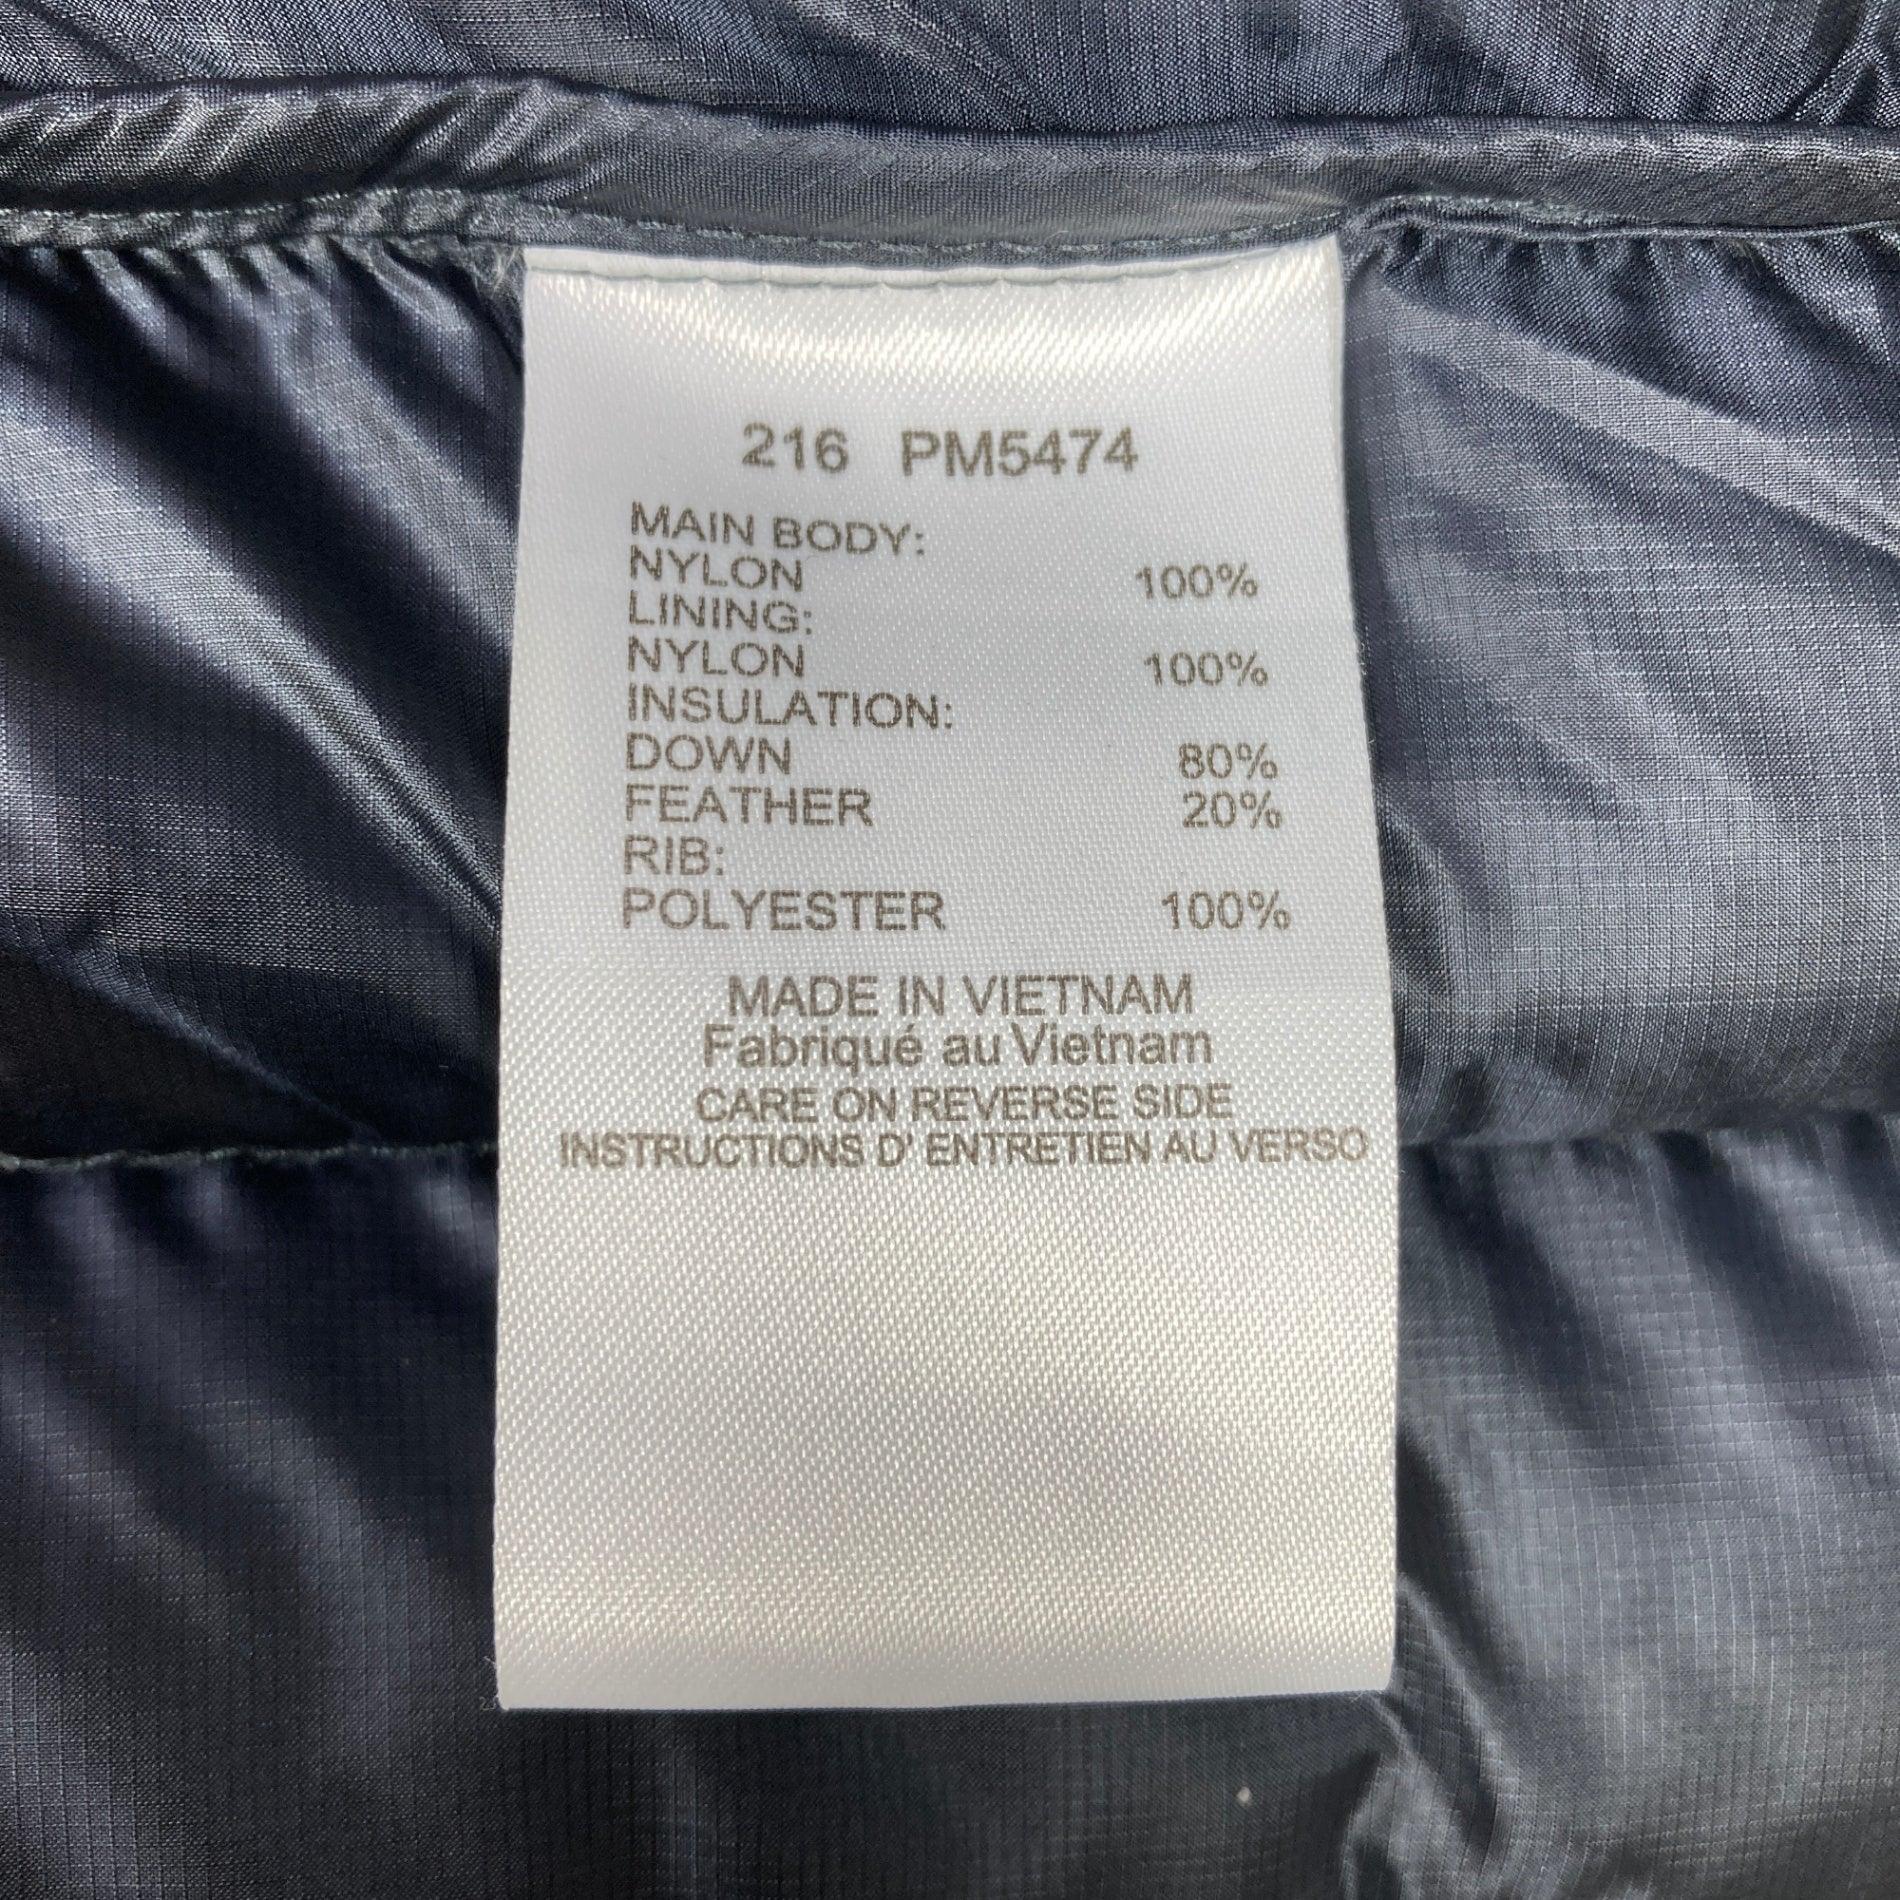 216 PM5474
MAIN BODY:
NYLON 100%
LINING:
NYLON 100%
INSULATION:
DOWN 80%
FEATHER 20%
RIB:
POLYESTER 100%
MADE IN VIETNAM
Fabriqué au Vietnam
CARE ON REVERSE SIDE
INSTRUCTIONS D' ENTRETIEN AU VERSO